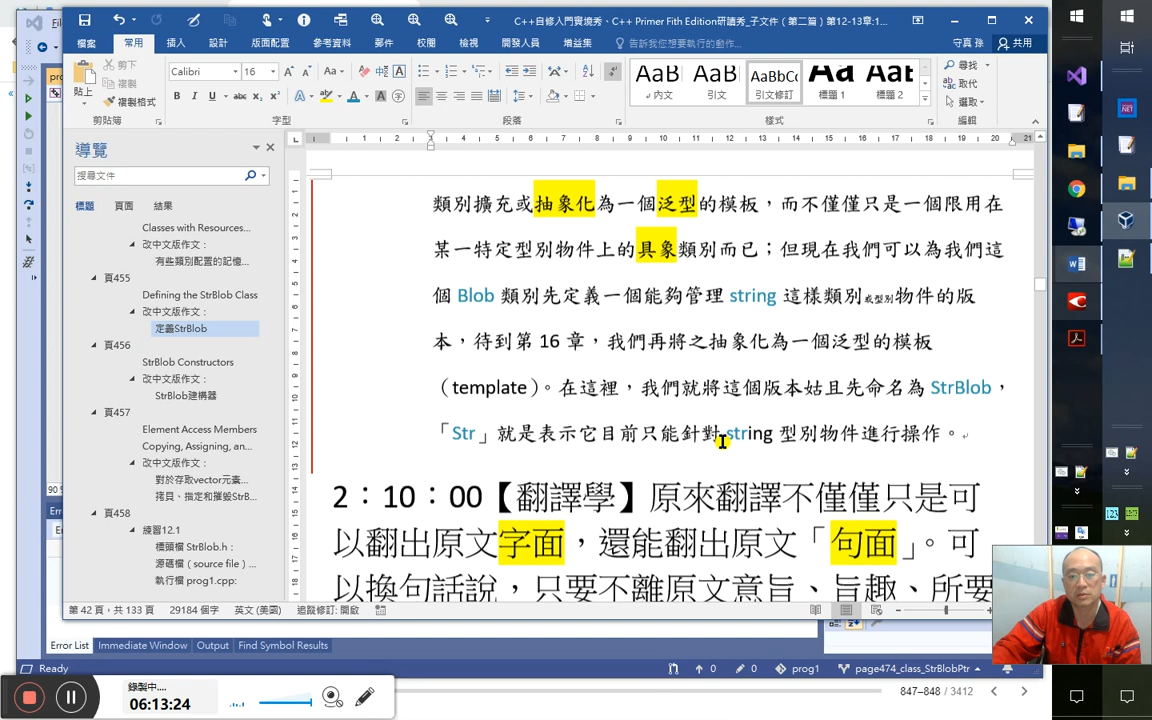 C++自修入門實境秀、C++ Primer Fith Edition研讀秀_子文件（第二篇）第12-13章:1...
檔案 常用 插入 設計 版面配置 參考資料 郵件 校閱 檢視 開發人員 增益集 告訴我您想要執行的動作... 守真 孫 共用
貼上 剪下 複製 複製格式
Calibri 16
AaBb AaBb AaBbCc Aat Aat
內文 引文 引文修訂 標題 1 標題 2
尋找 取代 選取
剪貼簿 字型 段落 樣式 編輯
導覽
搜尋文件
標題 頁面 結果
Classes with Resources...
改中文版作文：
有些類別配置的記憶...
頁455
Defining the StrBlob Class
改中文版作文：
定義StrBlob
頁456
StrBlob Constructors
改中文版作文：
StrBlob建構器
頁457
Element Access Members
Copying, Assigning, an...
改中文版作文：
對於存取vector元素...
拷貝、指定和摧毀StrB...
頁458
練習12.1
標頭檔 StrBlob.h：
源碼檔（source file）...
執行檔 prog1.cpp:
類別擴充或抽象化為一個泛型的模板，而不僅僅只是一個限用在
某一特定型別物件上的具象類別而已；但現在我們可以為我們這
個 Blob 類別先定義一個能夠管理 string 這樣類別或型別物件的版
本，待到第 16 章，我們再將之抽象化為一個泛型的模板
（template）。在這裡，我們就將這個版本姑且先命名為 StrBlob，
「Str」就是表示它目前只能針對 string 型別物件進行操作。
2：10：00【翻譯學】原來翻譯不僅僅只是可
以翻出原文字面，還能翻出原文「句面」。可
以換句話說，只要不離原文意旨、旨趣、所要
第 42 頁，共 133 頁 29184 個字 英文 (美國) 追蹤修訂: 開啟
Error List Immediate Window Output Find Symbol Results
Ready 0 0 prog1 page474_class_StrBlobPtr
錄製中...
06:13:24
847–848 / 3412